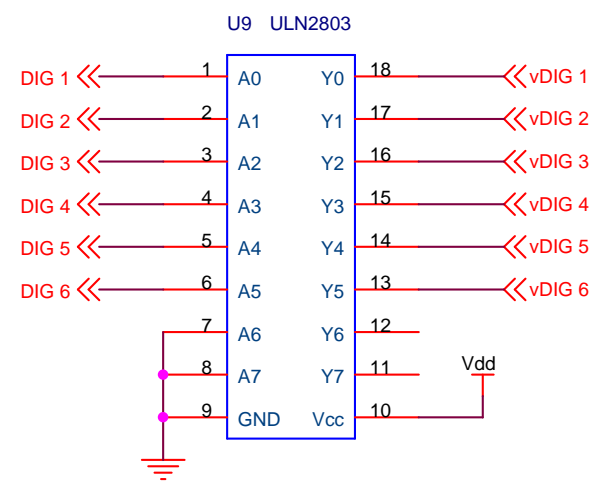 U9 ULN2803
DIG 1 1 A0 Y0 18 vDIG 1
DIG 2 2 A1 Y1 17 vDIG 2
DIG 3 3 A2 Y2 16 vDIG 3
DIG 4 4 A3 Y3 15 vDIG 4
DIG 5 5 A4 Y4 14 vDIG 5
DIG 6 6 A5 Y5 13 vDIG 6
7 A6 Y6 12
8 A7 Y7 11 Vdd
9 GND Vcc 10